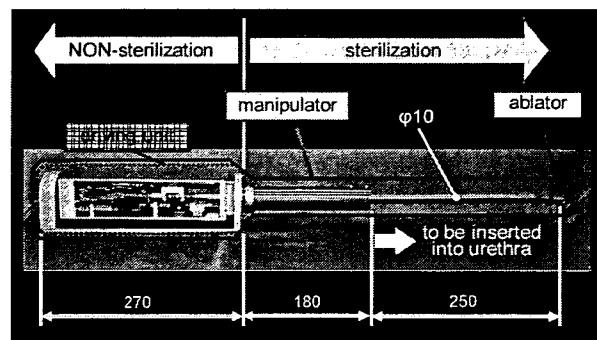 NON-sterilization
sterilization
manipulator
ablator
φ10
to be inserted
into urethra
270
180
250